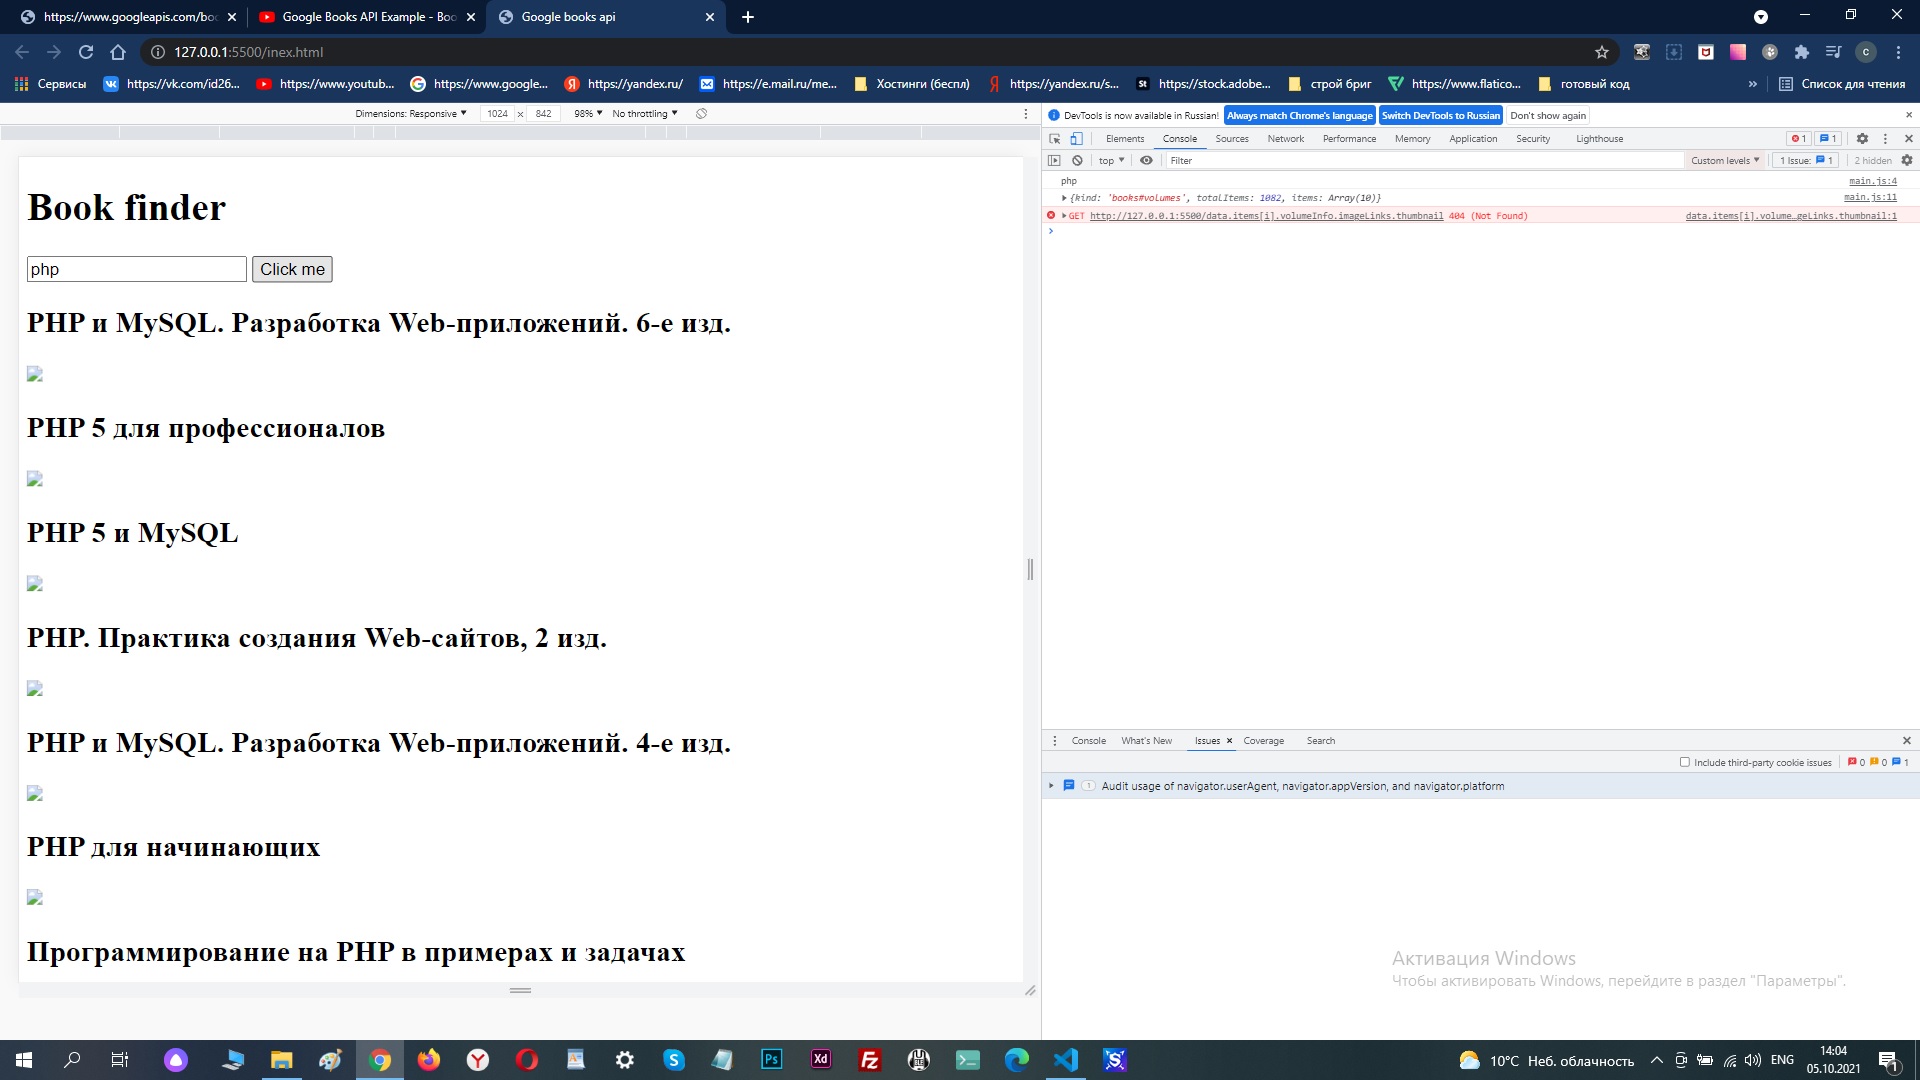 https://www.googleapis.com/boo
Google Books API Example - Boo
Google books api
127.0.0.1:5500/inex.html
Сервисы
https://vk.com/id26...
https://www.youtub...
https://www.google...
https://yandex.ru/
https://e.mail.ru/me...
Хостинги (беспл)
https://yandex.ru/s...
https://stock.adobe...
строй бриг
https://www.flatico...
готовый код
»
Список для чтения
Dimensions: Responsive
1024 × 842
98%
No throttling
DevTools is now available in Russian!
Always match Chrome's language
Switch DevTools to Russian
Don't show again
Elements
Console
Sources
Network
Performance
Memory
Application
Security
Lighthouse
1
1
top
Filter
Custom levels
1 Issue: 1
2 hidden
php
main.js:4
{kind: 'books#volumes', totalItems: 1082, items: Array(10)}
main.js:11
GET http://127.0.0.1:5500/data.items[i].volumeInfo.imageLinks.thumbnail 404 (Not Found)
data.items[i].volume…geLinks.thumbnail:1
Book finder
php
Click me
PHP и MySQL. Разработка Web-приложений. 6-е изд.
PHP 5 для профессионалов
PHP 5 и MySQL
PHP. Практика создания Web-сайтов, 2 изд.
PHP и MySQL. Разработка Web-приложений. 4-е изд.
PHP для начинающих
Программирование на PHP в примерах и задачах
Console
What's New
Issues
Coverage
Search
Include third-party cookie issues
0
0
1
1
Audit usage of navigator.userAgent, navigator.appVersion, and navigator.platform
Активация Windows
Чтобы активировать Windows, перейдите в раздел "Параметры".
10°C Неб. облачность
ENG
14:04
05.10.2021
1